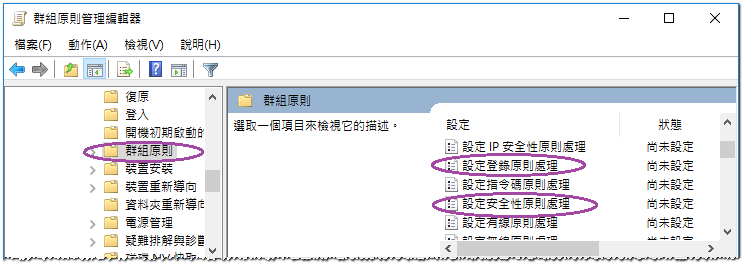 群組原則管理編輯器
檔案(F) 動作(A) 檢視(V) 說明(H)
復原
登入
開機初期啟動的
群組原則
裝置安裝
裝置重新導向
資料夾重新導向
電源管理
疑難排解與診斷
群組原則
選取一個項目來檢視它的描述。
設定 狀態
設定 IP 安全性原則處理 尚未設定
設定登錄原則處理 尚未設定
設定指令碼原則處理 尚未設定
設定安全性原則處理 尚未設定
設定有線原則處理 尚未設定